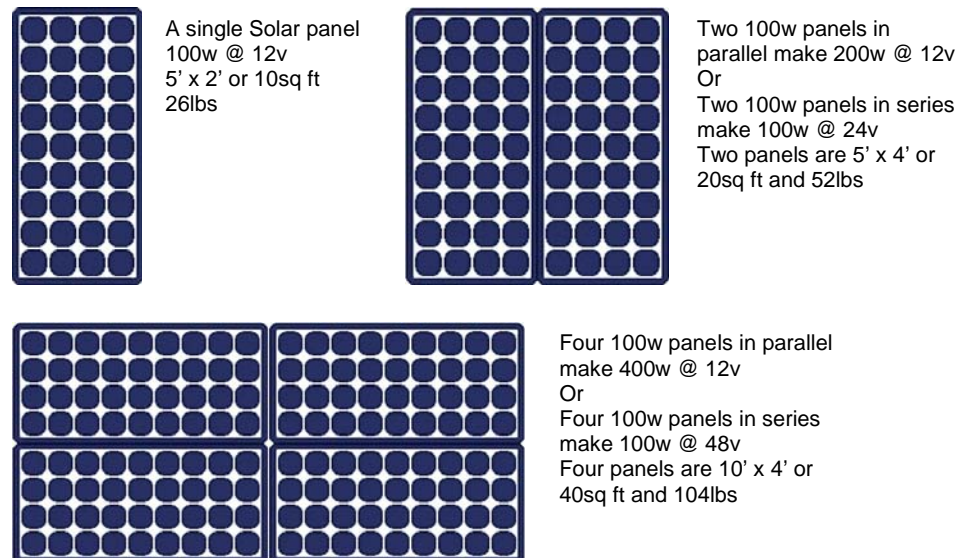 A single Solar panel
100w @ 12v
5’ x 2’ or 10sq ft
26lbs
Two 100w panels in
parallel make 200w @ 12v
Or
Two 100w panels in series
make 100w @ 24v
Two panels are 5’ x 4’ or
20sq ft and 52lbs
Four 100w panels in parallel
make 400w @ 12v
Or
Four 100w panels in series
make 100w @ 48v
Four panels are 10’ x 4’ or
40sq ft and 104lbs